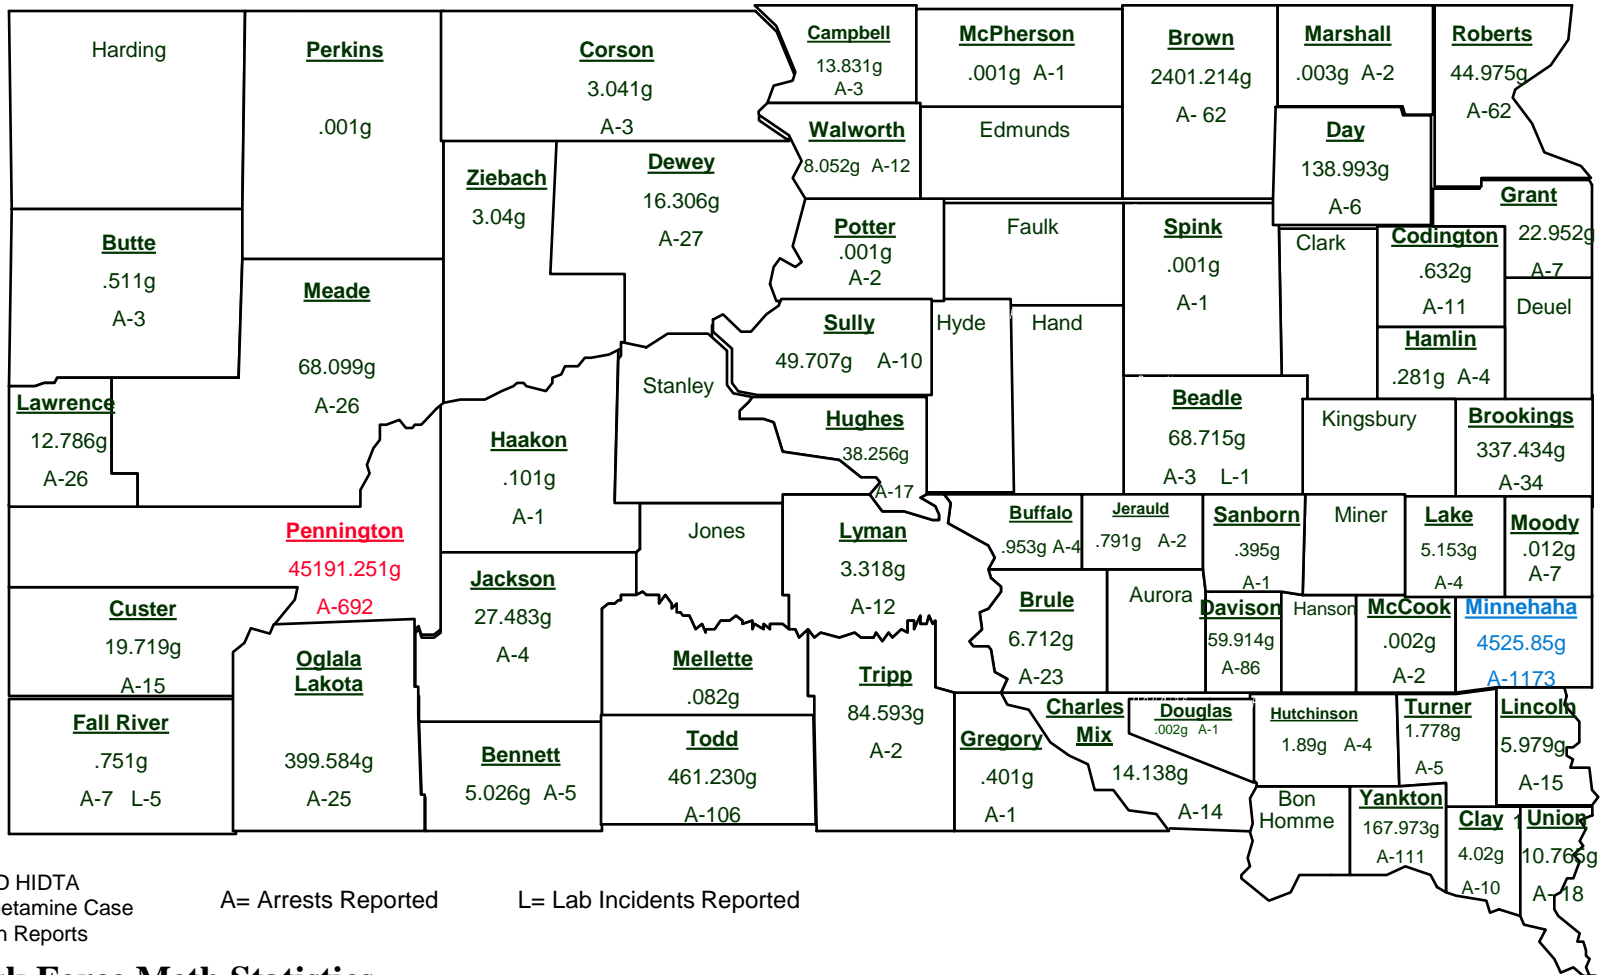 Harding
Perkins
.001g
Corson
3.041g
A-3
Campbell
13.831g
A-3
McPherson
.001g A-1
Brown
2401.214g
A- 62
Marshall
.003g A-2
Roberts
44.975g
A-62
Walworth
8.052g A-12
Edmunds
Day
138.993g
A-6
Ziebach
3.04g
Dewey
16.306g
A-27
Grant
22.952g
A-7
Butte
.511g
A-3
Meade
68.099g
A-26
Potter
.001g
A-2
Faulk
Spink
.001g
A-1
Clark
Codington
.632g
A-11
Deuel
Sully
49.707g A-10
Hyde
Hand
Hamlin
.281g A-4
Lawrence
12.786g
A-26
Haakon
.101g
A-1
Stanley
Hughes
38.256g
A-17
Beadle
68.715g
A-3 L-1
Kingsbury
Brookings
337.434g
A-34
Pennington
45191.251g
A-692
Jones
Lyman
3.318g
A-12
Buffalo
.953g A-4
Jerauld
.791g A-2
Sanborn
.395g
A-1
Miner
Lake
5.153g
A-4
Moody
.012g
A-7
Custer
19.719g
A-15
Jackson
27.483g
A-4
Brule
6.712g
A-23
Aurora
Davison
59.914g
A-86
Hanson
McCook
.002g
A-2
Minnehaha
4525.85g
A-1173
Oglala
Lakota
399.584g
A-25
Mellette
.082g
Tripp
84.593g
A-2
Fall River
.751g
A-7 L-5
Bennett
5.026g A-5
Todd
461.230g
A-106
Gregory
.401g
A-1
Charles
Mix
14.138g
A-14
Douglas
.002g A-1
Hutchinson
1.89g A-4
Turner
1.778g
A-5
Lincoln
5.979g
A-15
Bon
Homme
Yankton
167.973g
A-111
Clay
4.02g
A-10
Union
10.766g
A-18
HIDTA
etamine Case
Reports
A= Arrests Reported
L= Lab Incidents Reported
Force Meth Statistics